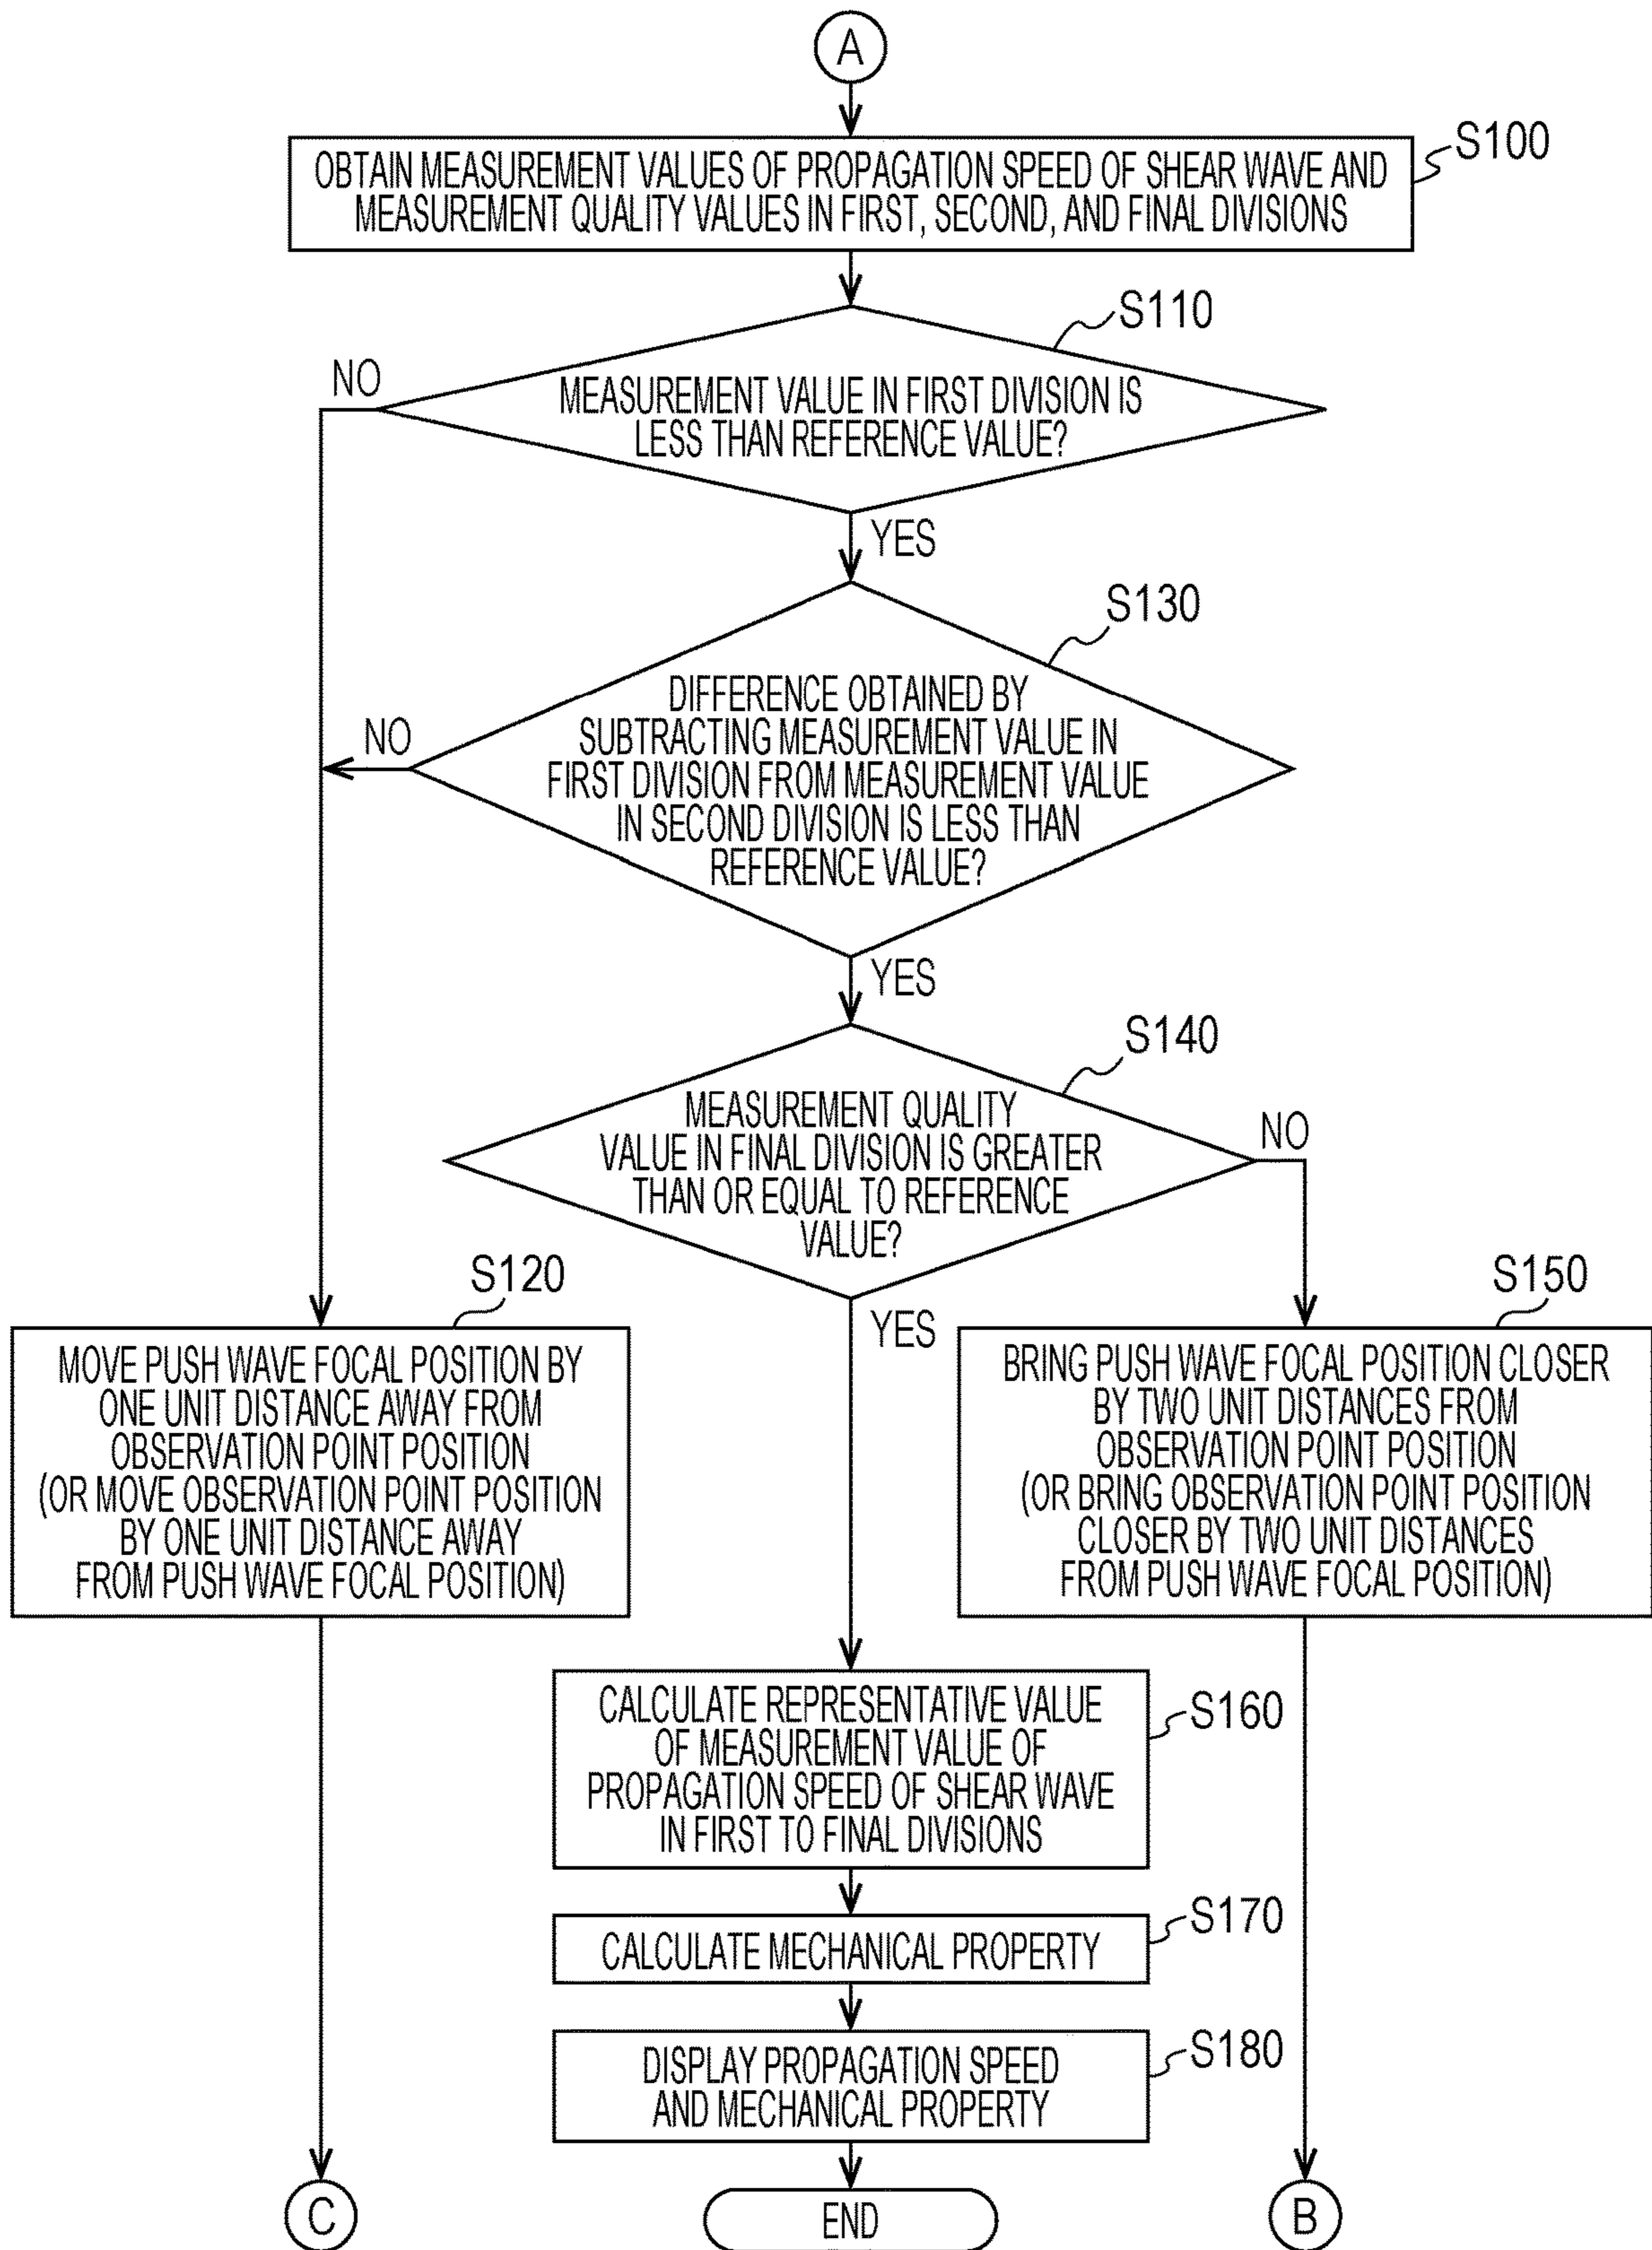 A
S100
OBTAIN MEASUREMENT VALUES OF PROPAGATION SPEED OF SHEAR WAVE AND
MEASUREMENT QUALITY VALUES IN FIRST, SECOND, AND FINAL DIVISIONS
S110
NO
MEASUREMENT VALUE IN FIRST DIVISION IS
LESS THAN REFERENCE VALUE?
YES
S130
DIFFERENCE OBTAINED BY
SUBTRACTING MEASUREMENT VALUE IN
FIRST DIVISION FROM MEASUREMENT VALUE
IN SECOND DIVISION IS LESS THAN
REFERENCE VALUE?
NO
YES
S140
MEASUREMENT QUALITY
VALUE IN FINAL DIVISION IS GREATER
THAN OR EQUAL TO REFERENCE
VALUE?
NO
YES
S120
MOVE PUSH WAVE FOCAL POSITION BY
ONE UNIT DISTANCE AWAY FROM
OBSERVATION POINT POSITION
(OR MOVE OBSERVATION POINT POSITION
BY ONE UNIT DISTANCE AWAY
FROM PUSH WAVE FOCAL POSITION)
S150
BRING PUSH WAVE FOCAL POSITION CLOSER
BY TWO UNIT DISTANCES FROM
OBSERVATION POINT POSITION
(OR BRING OBSERVATION POINT POSITION
CLOSER BY TWO UNIT DISTANCES
FROM PUSH WAVE FOCAL POSITION)
S160
CALCULATE REPRESENTATIVE VALUE
OF MEASUREMENT VALUE OF
PROPAGATION SPEED OF SHEAR WAVE
IN FIRST TO FINAL DIVISIONS
S170
CALCULATE MECHANICAL PROPERTY
S180
DISPLAY PROPAGATION SPEED
AND MECHANICAL PROPERTY
C
END
B